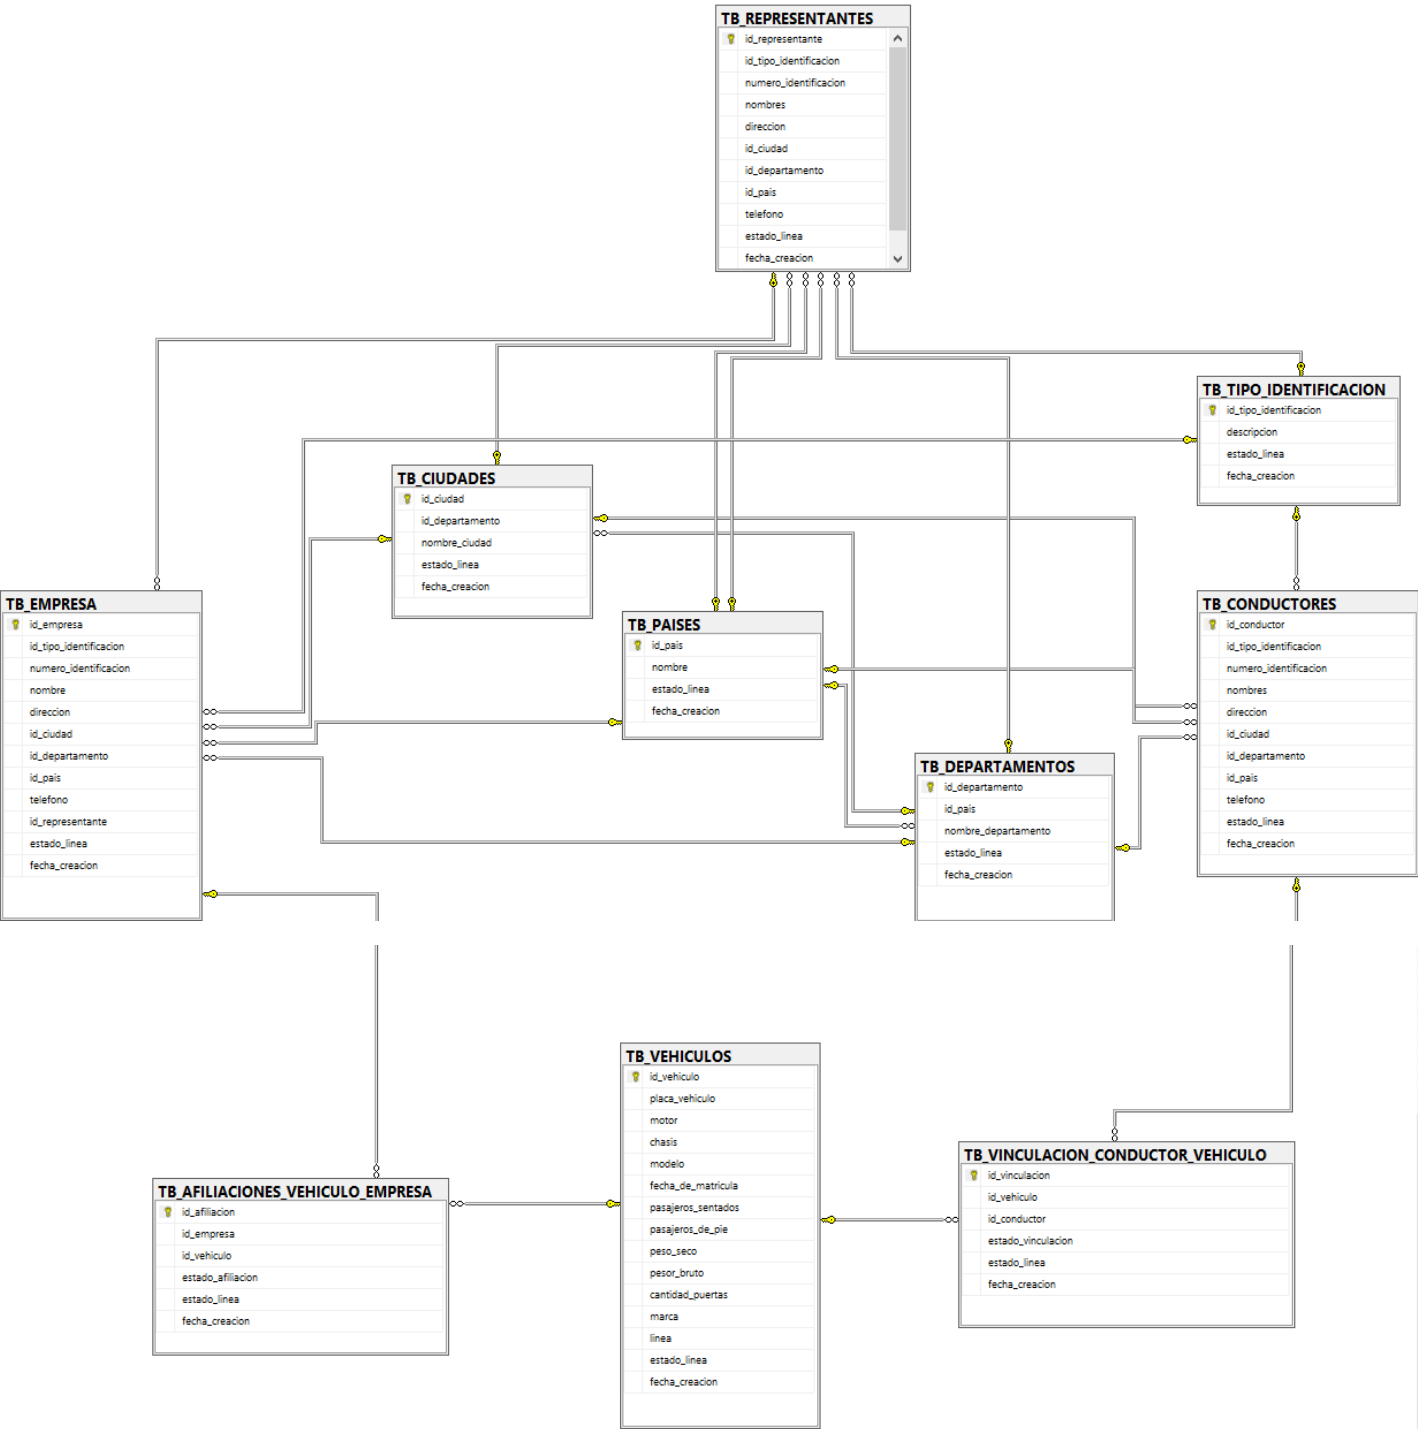 TB_REPRESENTANTES
id_representante
id_tipo_identificacion
numero_identificacion
nombres
direccion
id_ciudad
id_departamento
id_pais
telefono
estado_linea
fecha_creacion
TB_TIPO_IDENTIFICACION
id_tipo_identificacion
descripcion
estado_linea
fecha_creacion
TB_CIUDADES
id_ciudad
id_departamento
nombre_ciudad
estado_linea
fecha_creacion
TB_EMPRESA
id_empresa
id_tipo_identificacion
numero_identificacion
nombre
direccion
id_ciudad
id_departamento
id_pais
telefono
id_representante
estado_linea
fecha_creacion
TB_PAISES
id_pais
nombre
estado_linea
fecha_creacion
TB_CONDUCTORES
id_conductor
id_tipo_identificacion
numero_identificacion
nombres
direccion
id_ciudad
id_departamento
id_pais
telefono
estado_linea
fecha_creacion
TB_DEPARTAMENTOS
id_departamento
id_pais
nombre_departamento
estado_linea
fecha_creacion
TB_VEHICULOS
id_vehiculo
placa_vehiculo
motor
chasis
modelo
fecha_de_matricula
pasajeros_sentados
pasajeros_de_pie
peso_seco
pesor_bruto
cantidad_puertas
marca
linea
estado_linea
fecha_creacion
TB_VINCULACION_CONDUCTOR_VEHICULO
id_vinculacion
id_vehiculo
id_conductor
estado_vinculacion
estado_linea
fecha_creacion
TB_AFILIACIONES_VEHICULO_EMPRESA
id_afiliacion
id_empresa
id_vehiculo
estado_afiliacion
estado_linea
fecha_creacion